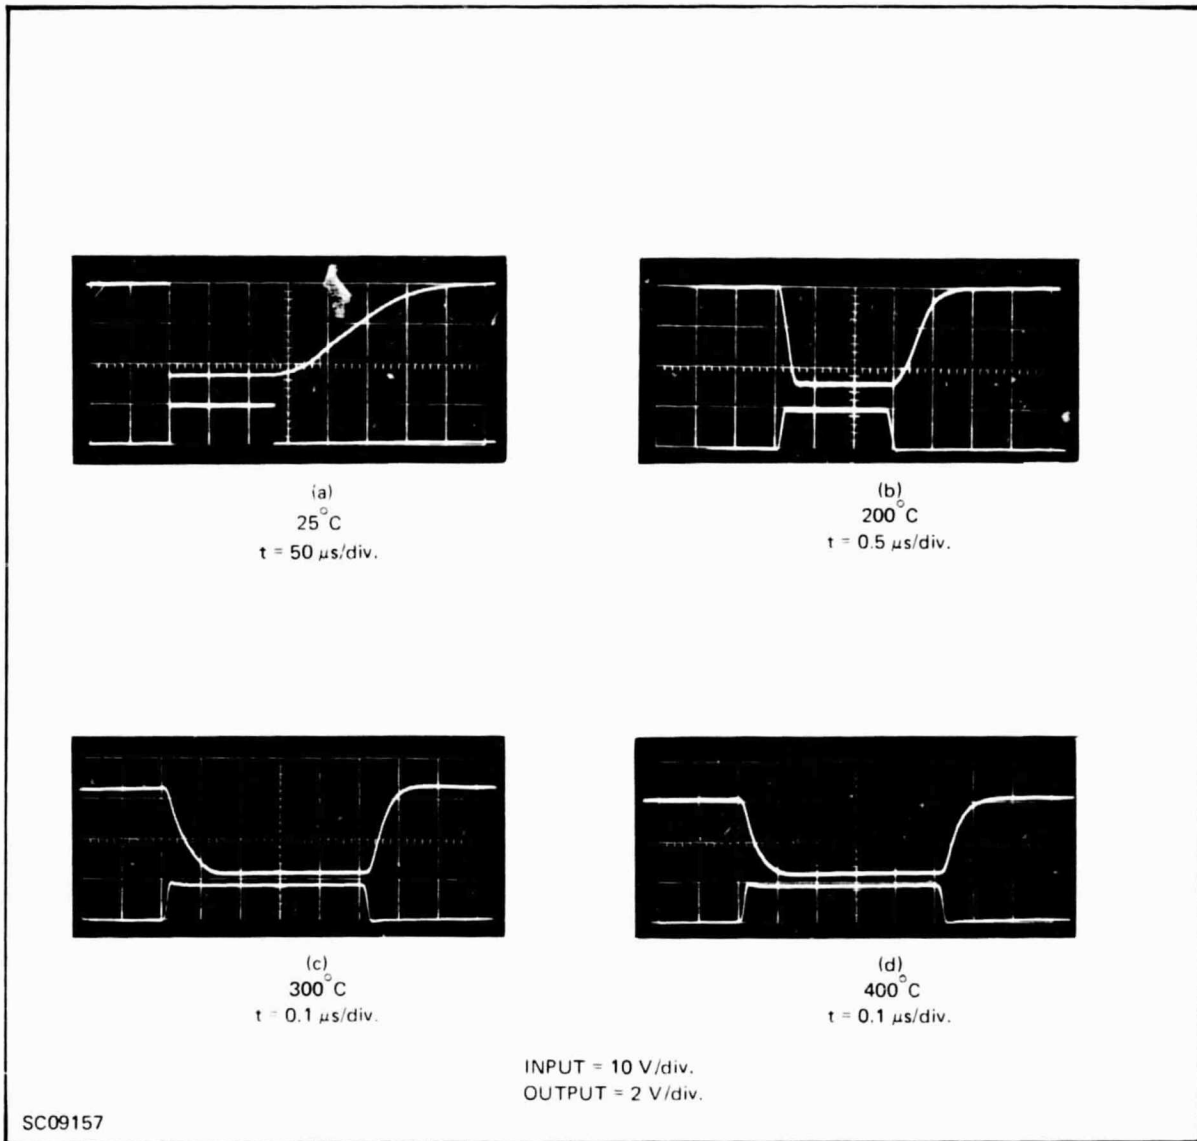 (a)
25°C
t = 50 μs/div.
(b)
200°C
t = 0.5 μs/div.
(c)
300°C
t = 0.1 μs/div.
(d)
400°C
t = 0.1 μs/div.
INPUT = 10 V/div.
OUTPUT = 2 V/div.
SC09157